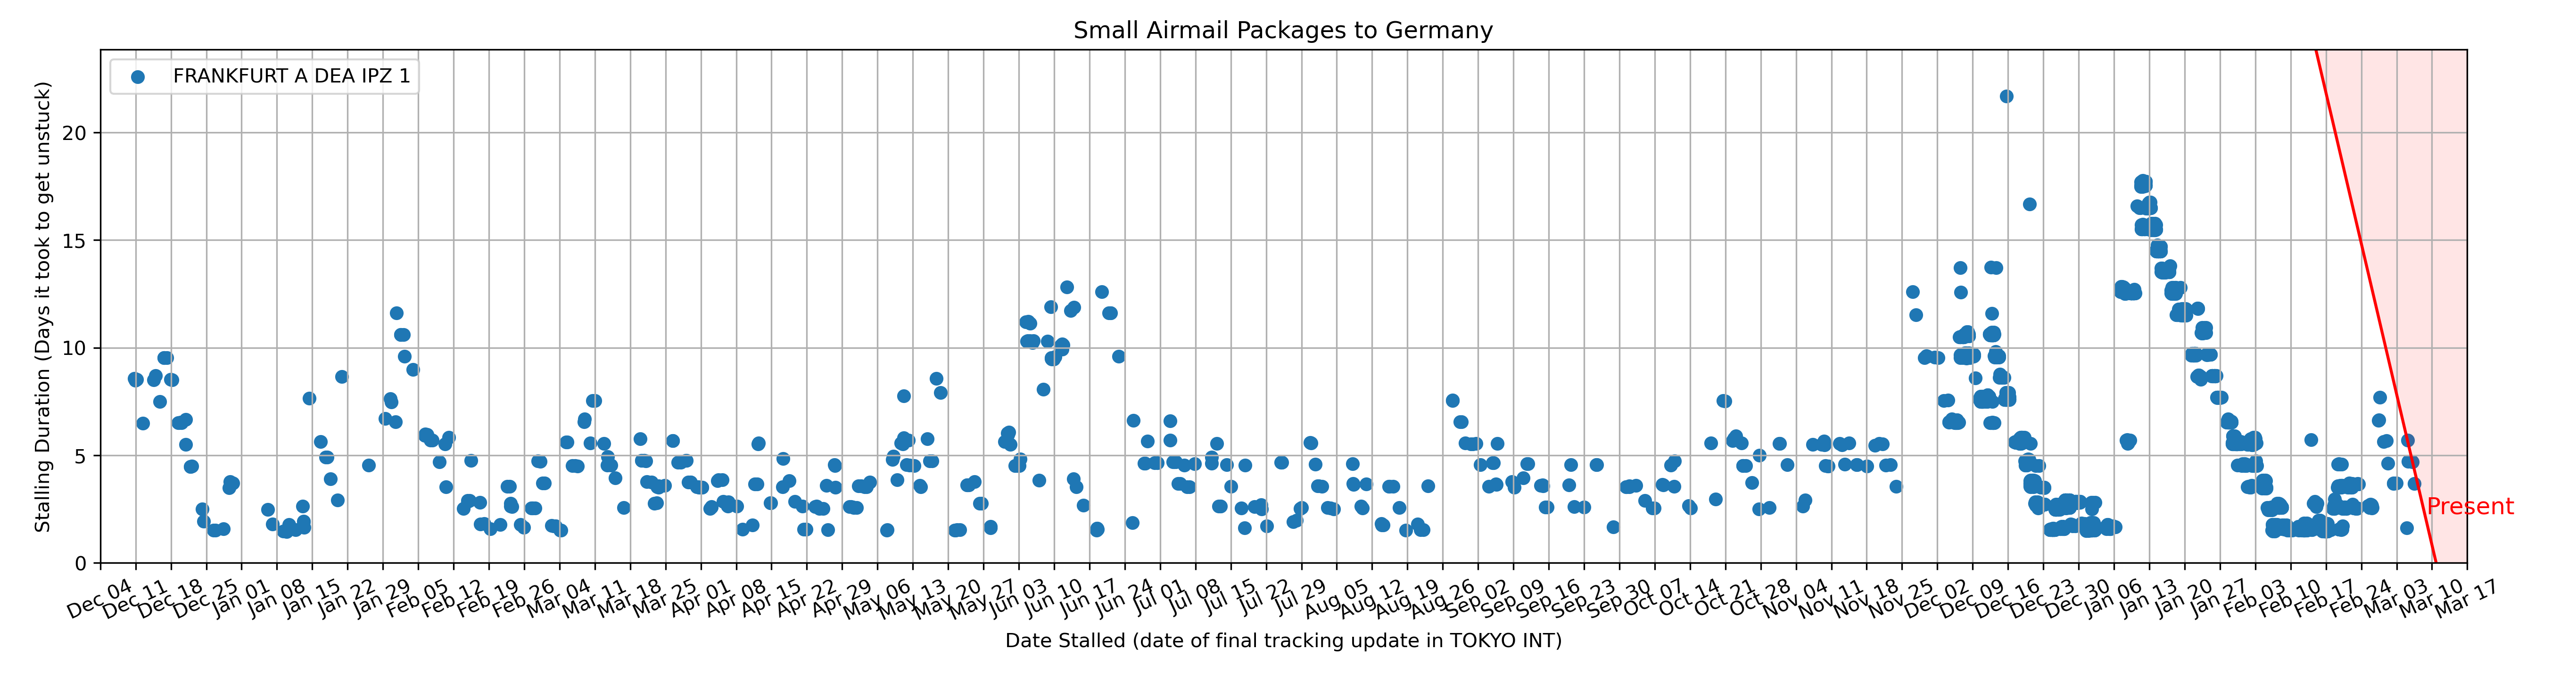 Small Airmail Packages to Germany
FRANKFURT A DEA IPZ 1
Stalling Duration (Days it took to get unstuck)
20
15
10
5
0
Present
Dec 04 Dec 11 Dec 18 Dec 25 Jan 01 Jan 08 Jan 15 Jan 22 Jan 29 Feb 05 Feb 12 Feb 19 Feb 26 Mar 04 Mar 11 Mar 18 Mar 25 Apr 01 Apr 08 Apr 15 Apr 22 Apr 29 May 06 May 13 May 20 May 27 Jun 03 Jun 10 Jun 17 Jun 24 Jul 01 Jul 08 Jul 15 Jul 22 Jul 29 Aug 05 Aug 12 Aug 19 Aug 26 Sep 02 Sep 09 Sep 16 Sep 23 Sep 30 Oct 07 Oct 14 Oct 21 Oct 28 Nov 04 Nov 11 Nov 18 Nov 25 Dec 02 Dec 09 Dec 16 Dec 23 Dec 30 Jan 06 Jan 13 Jan 20 Jan 27 Feb 03 Feb 10 Feb 17 Feb 24 Mar 03 Mar 10 Mar 17
Date Stalled (date of final tracking update in TOKYO INT)